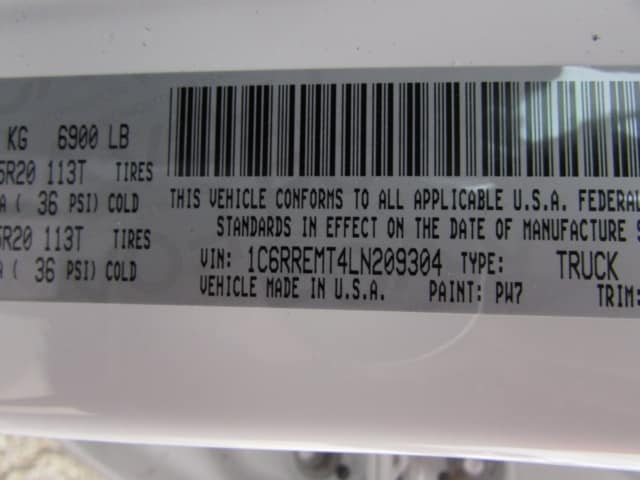 KG 6900 LB
5R20 113T TIRES
A ( 36 PSI) COLD
5R20 113T TIRES
A ( 36 PSI) COLD
THIS VEHICLE CONFORMS TO ALL APPLICABLE U.S.A. FEDERAL
STANDARDS IN EFFECT ON THE DATE OF MANUFACTURE
VIN: 1C6RREMT4LN209304 TYPE: TRUCK
VEHICLE MADE IN U.S.A. PAINT: PW7 TRIM: